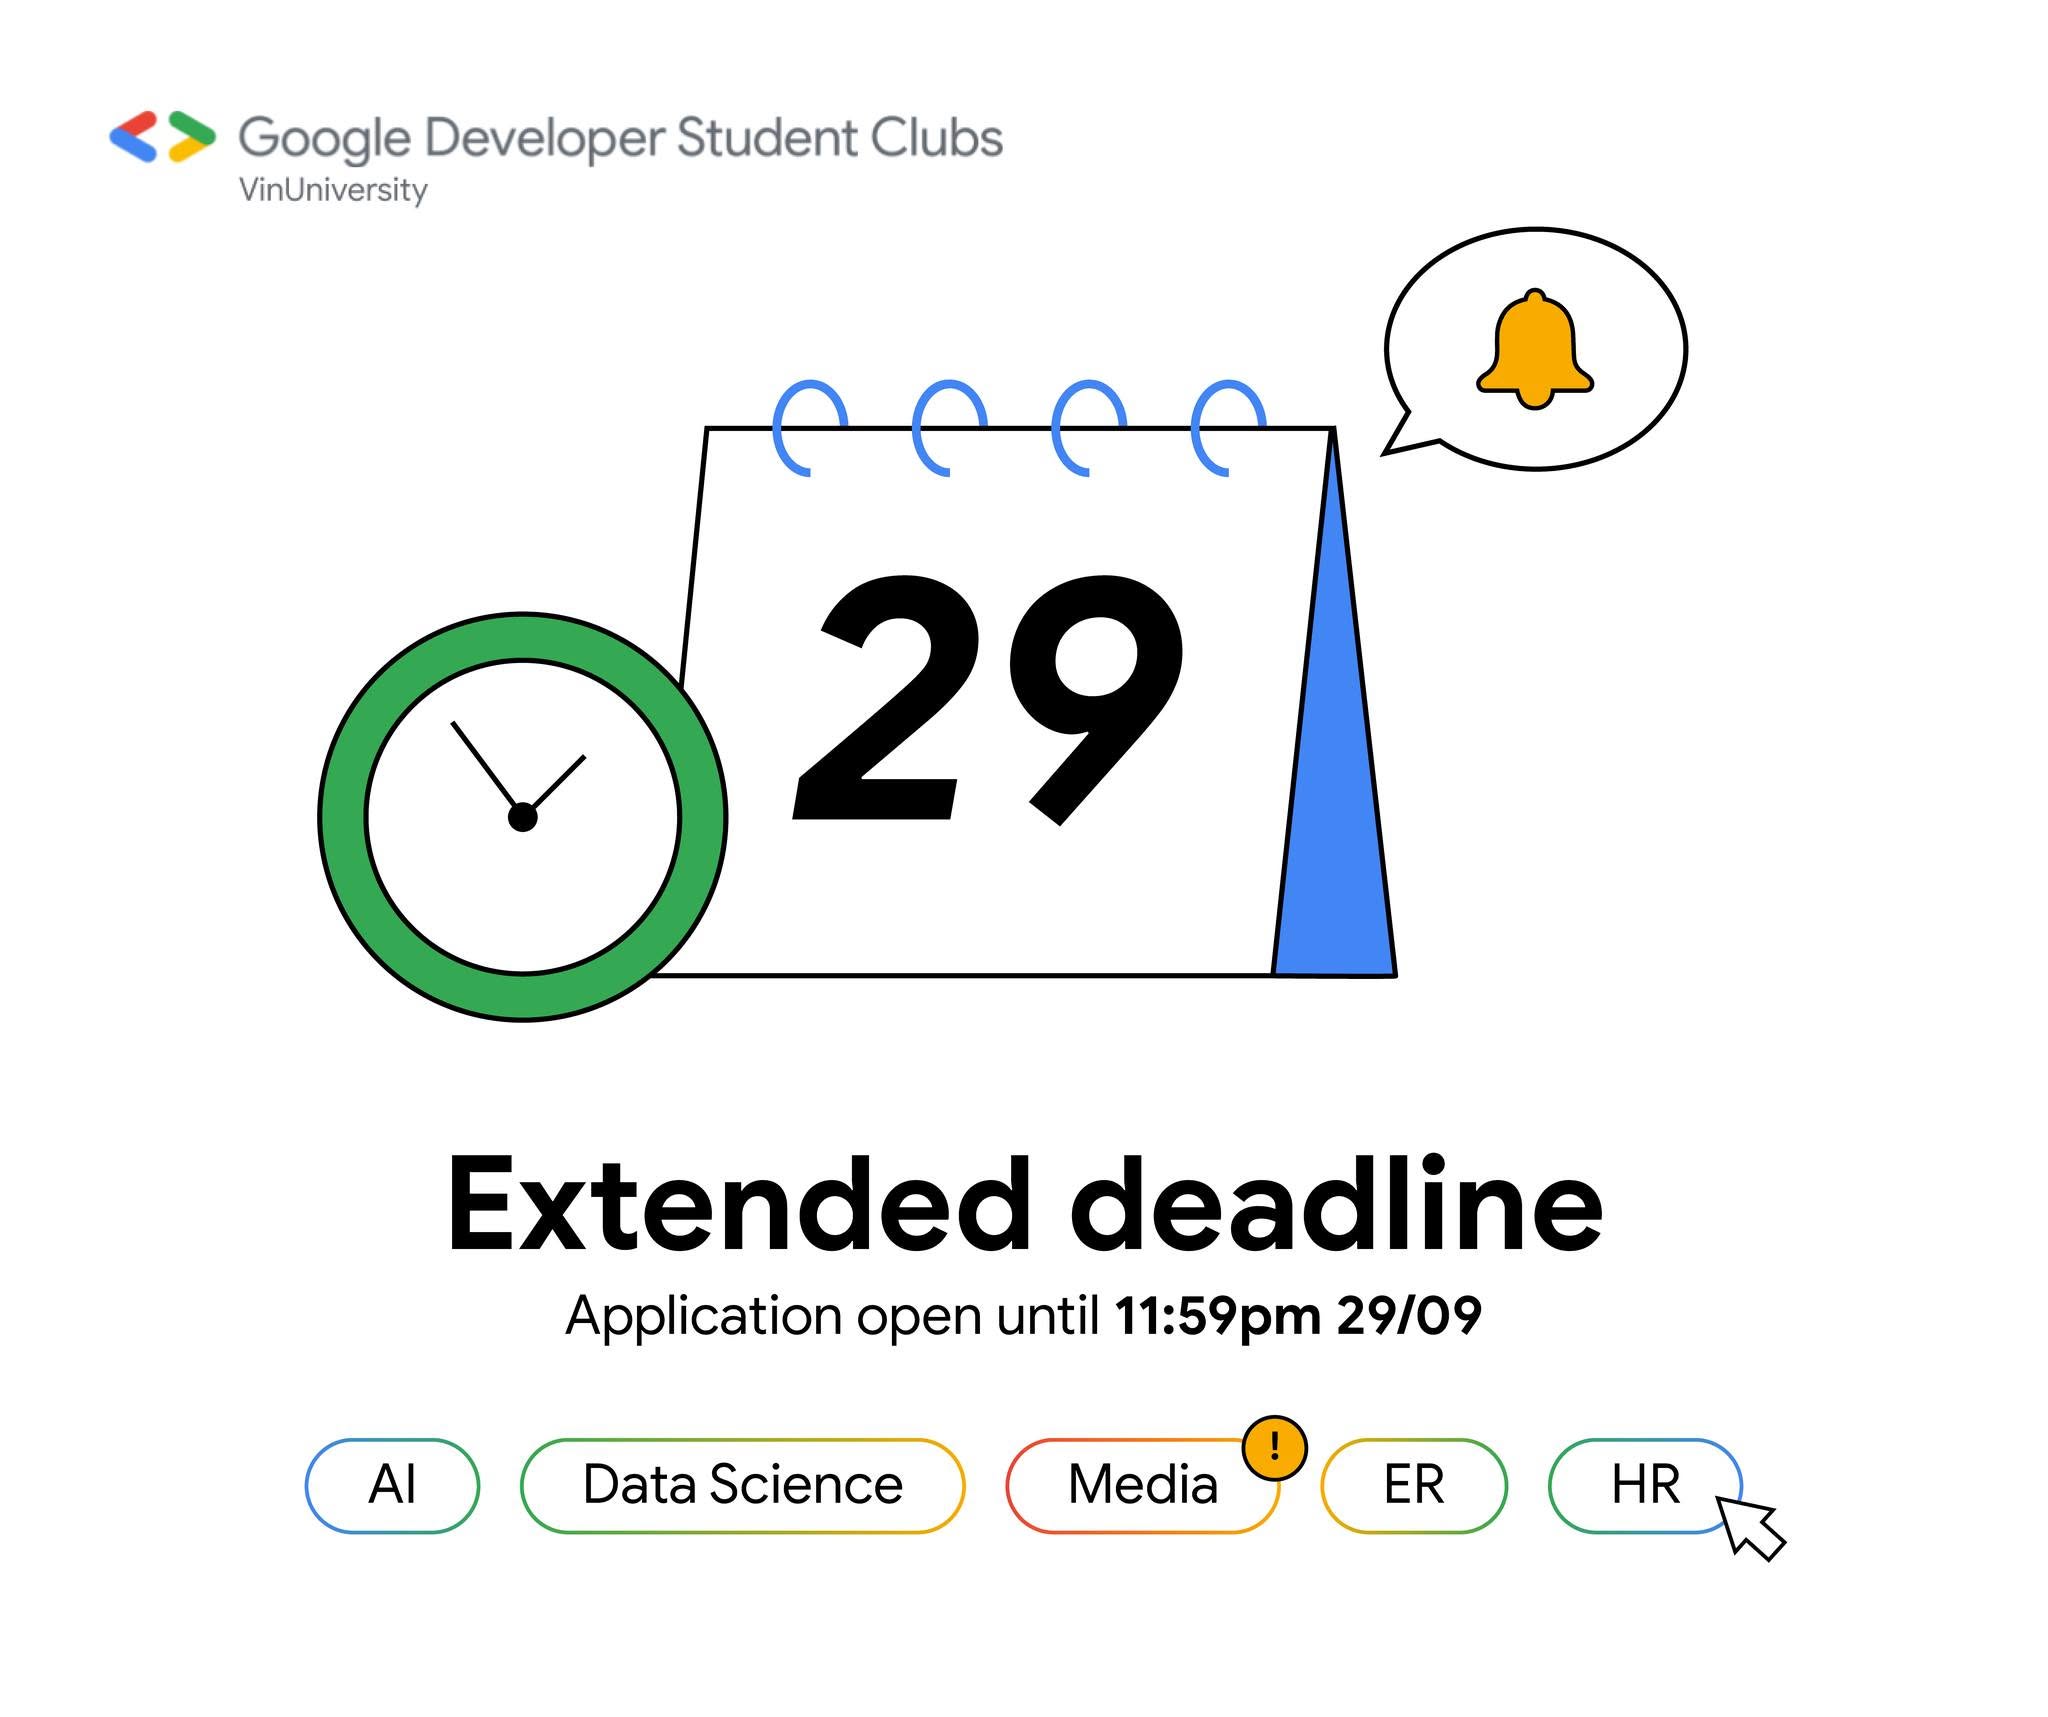 Google Developer Student Clubs
VinUniversity
29
Extended deadline
Application open until 11:59pm 29/09
AI
Data Science
Media
!
ER
HR